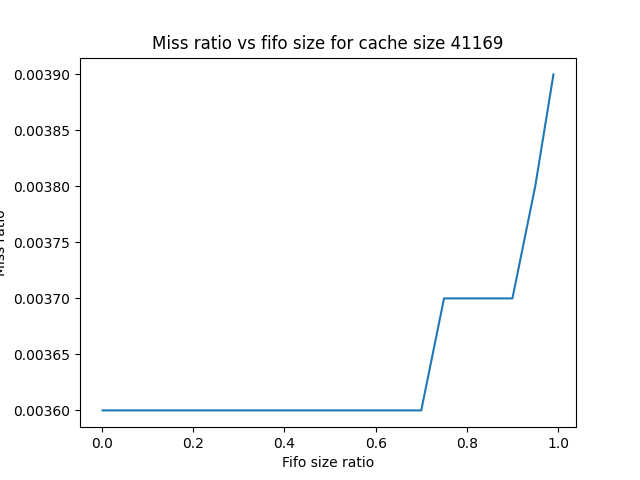 Miss ratio vs fifo size for cache size 41169
0.00390
0.00385
0.00380
0.00375
0.00370
0.00365
0.00360
Miss ratio
0.0 0.2 0.4 0.6 0.8 1.0
Fifo size ratio